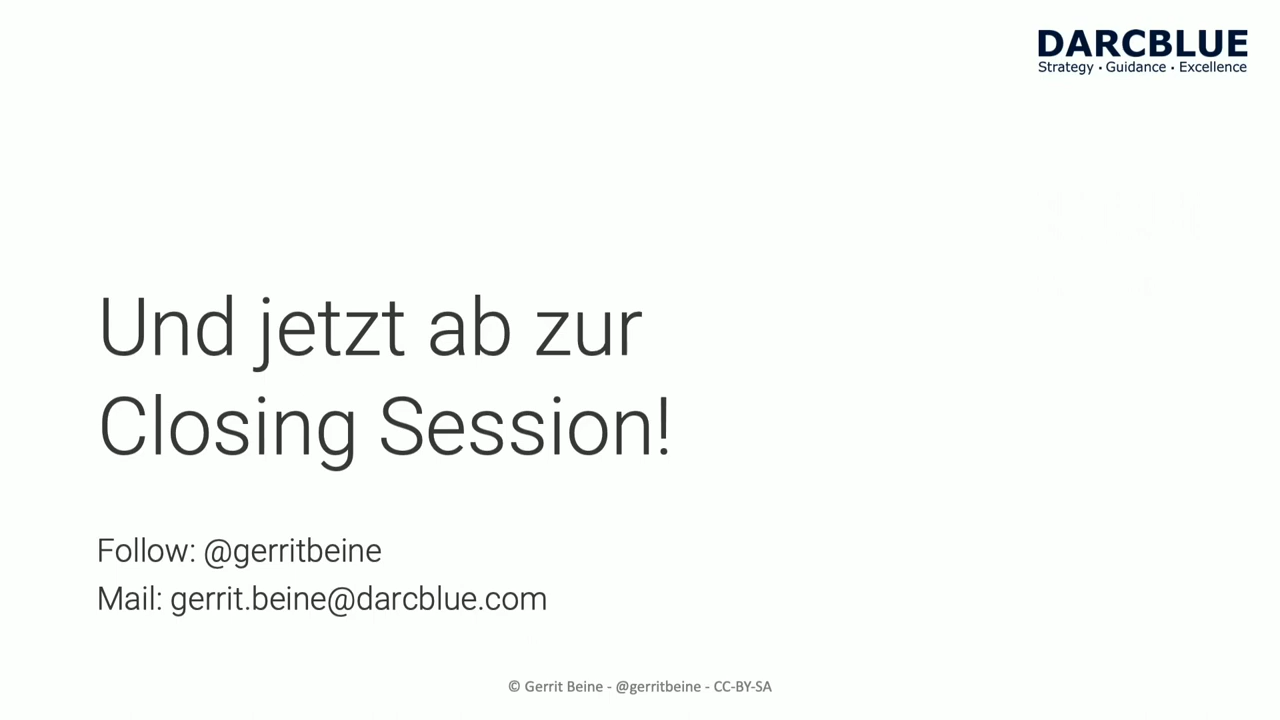 DARCBLUE
Strategy • Guidance • Excellence
Und jetzt ab zur
Closing Session!
Follow: @gerritbeine
Mail: gerrit.beine@darcblue.com
© Gerrit Beine - @gerritbeine - CC-BY-SA